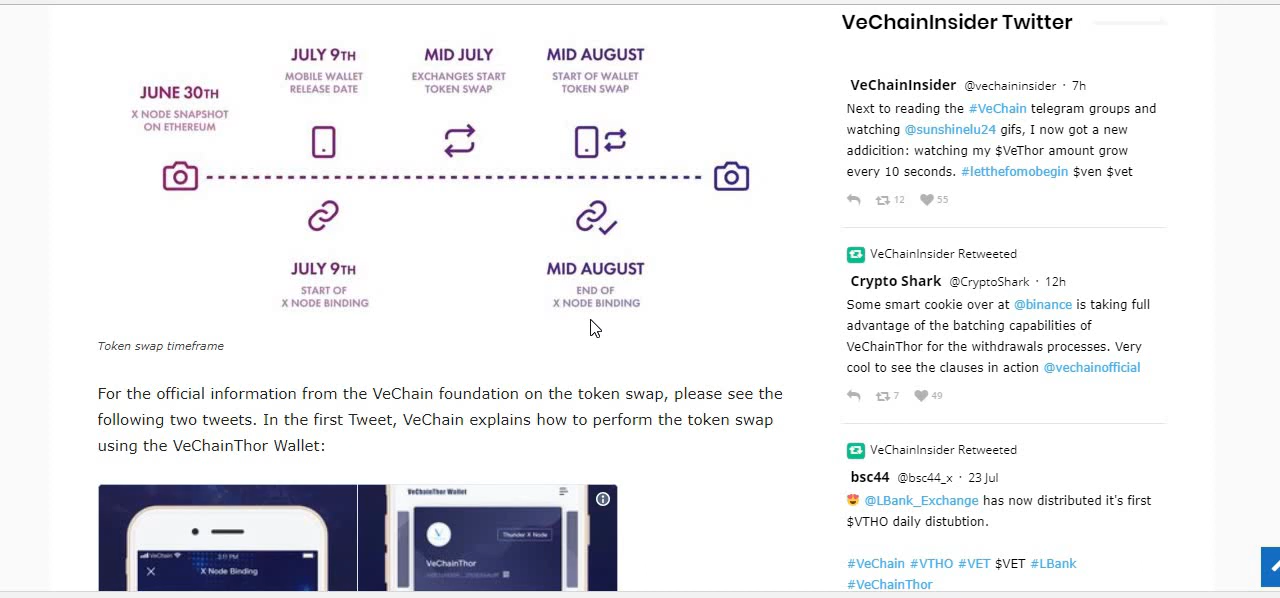 JULY 9TH
MID JULY
MID AUGUST
MOBILE WALLET
RELEASE DATE
EXCHANGES START
TOKEN SWAP
START OF WALLET
TOKEN SWAP
JUNE 30TH
X NODE SNAPSHOT
ON ETHEREUM
JULY 9TH
MID AUGUST
START OF
X NODE BINDING
END OF
X NODE BINDING
Token swap timeframe
For the official information from the VeChain foundation on the token swap, please see the
following two tweets. In the first Tweet, VeChain explains how to perform the token swap
using the VeChainThor Wallet:
VeChain
3:11 PM
X Node Binding
VeChainThor Wallet
Thunder X Node
VeChainThor
VeChainInsider Twitter
VeChainInsider @vechaininsider · 7h
Next to reading the #VeChain telegram groups and
watching @sunshinelu24 gifs, I now got a new
addicition: watching my $VeThor amount grow
every 10 seconds. #letthefomobegin $ven $vet
12 55
VeChainInsider Retweeted
Crypto Shark @CryptoShark · 12h
Some smart cookie over at @binance is taking full
advantage of the batching capabilities of
VeChainThor for the withdrawals processes. Very
cool to see the clauses in action @vechainofficial
7 49
VeChainInsider Retweeted
bsc44 @bsc44_x · 23 Jul
😍 @LBank_Exchange has now distributed it's first
$VTHO daily distubtion.
#VeChain #VTHO #VET $VET #LBank
#VeChainThor